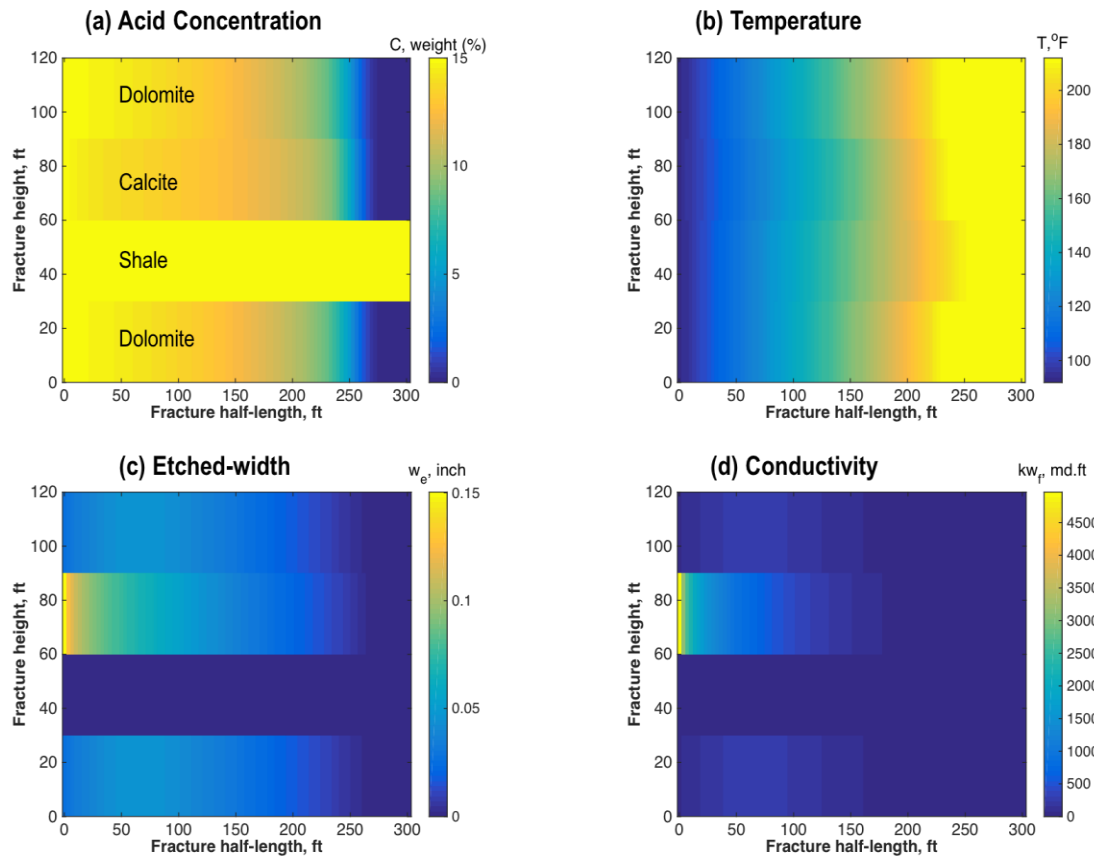 (a) Acid Concentration
C, weight (%)
120
100
80
60
40
20
0
Fracture height, ft
Dolomite
Calcite
Shale
Dolomite
0 50 100 150 200 250 300
Fracture half-length, ft
15
10
5
0
(b) Temperature
T,°F
120
100
80
60
40
20
0
Fracture height, ft
0 50 100 150 200 250 300
Fracture half-length, ft
200
180
160
140
120
100
(c) Etched-width
w_e, inch
120
100
80
60
40
20
0
Fracture height, ft
0 50 100 150 200 250 300
Fracture half-length, ft
0.15
0.1
0.05
0
(d) Conductivity
kw_f, md.ft
120
100
80
60
40
20
0
Fracture height, ft
0 50 100 150 200 250 300
Fracture half-length, ft
4500
4000
3500
3000
2500
2000
1500
1000
500
0